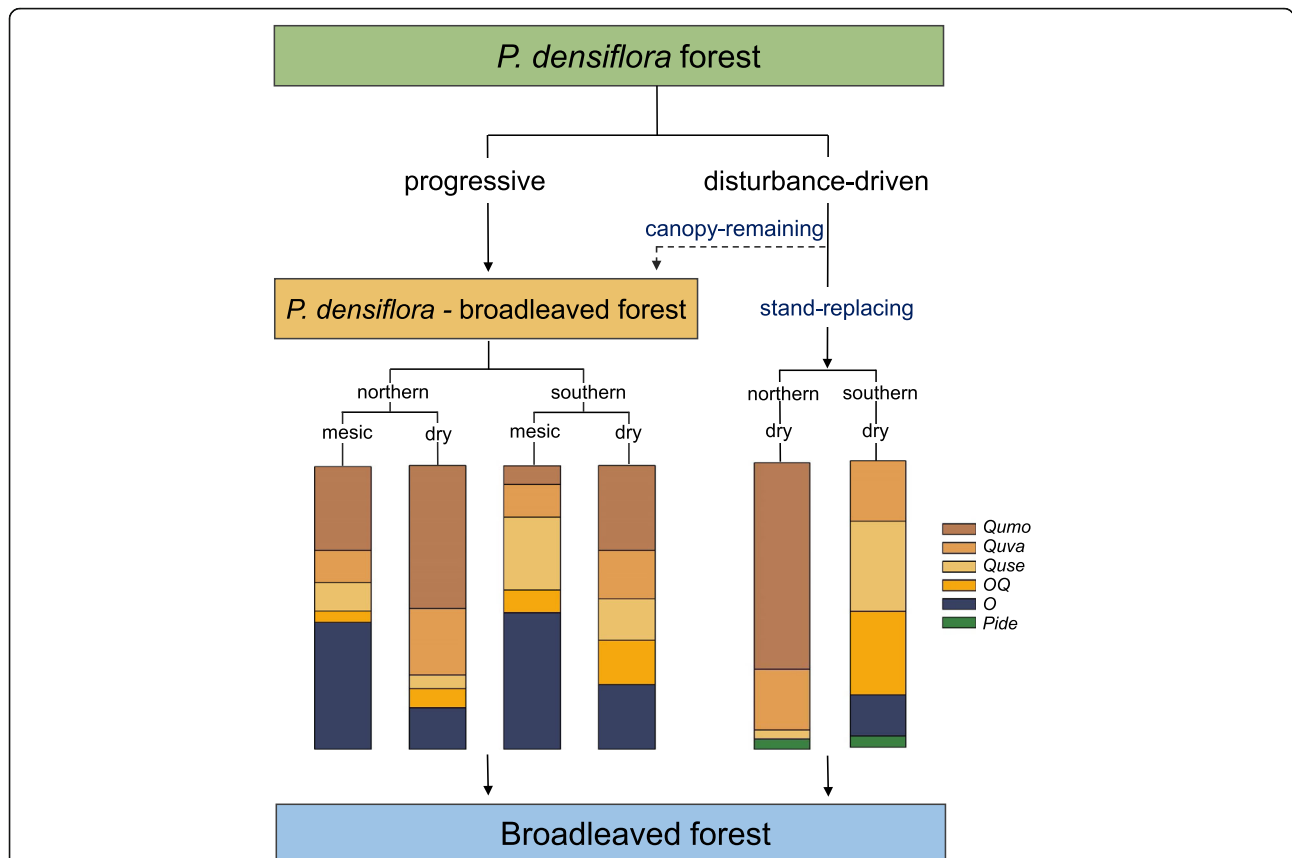 P. densiflora forest
progressive
disturbance-driven
canopy-remaining
P. densiflora - broadleaved forest
stand-replacing
northern
southern
northern
southern
mesic
dry
mesic
dry
dry
dry
Qumo
Quva
Quse
OQ
O
Pide
Broadleaved forest